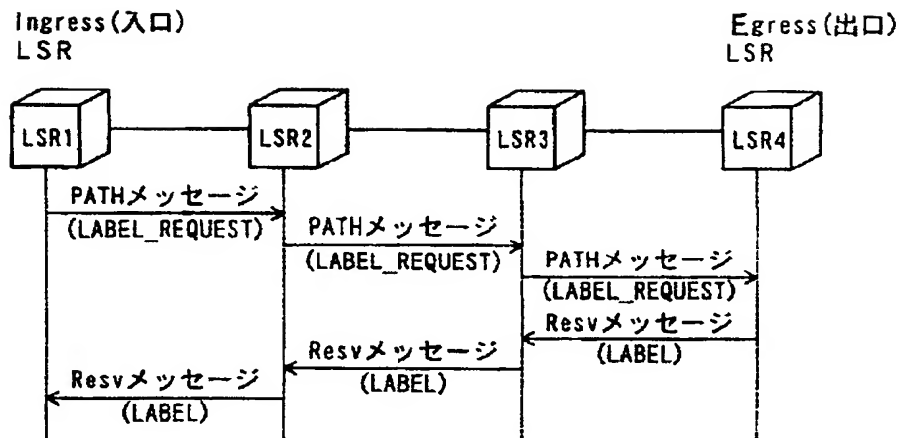 Ingress(入口)
LSR
Egress(出口)
LSR
LSR1
LSR2
LSR3
LSR4
PATHメッセージ
(LABEL_REQUEST)
PATHメッセージ
(LABEL_REQUEST)
PATHメッセージ
(LABEL_REQUEST)
Resvメッセージ
(LABEL)
Resvメッセージ
(LABEL)
Resvメッセージ
(LABEL)